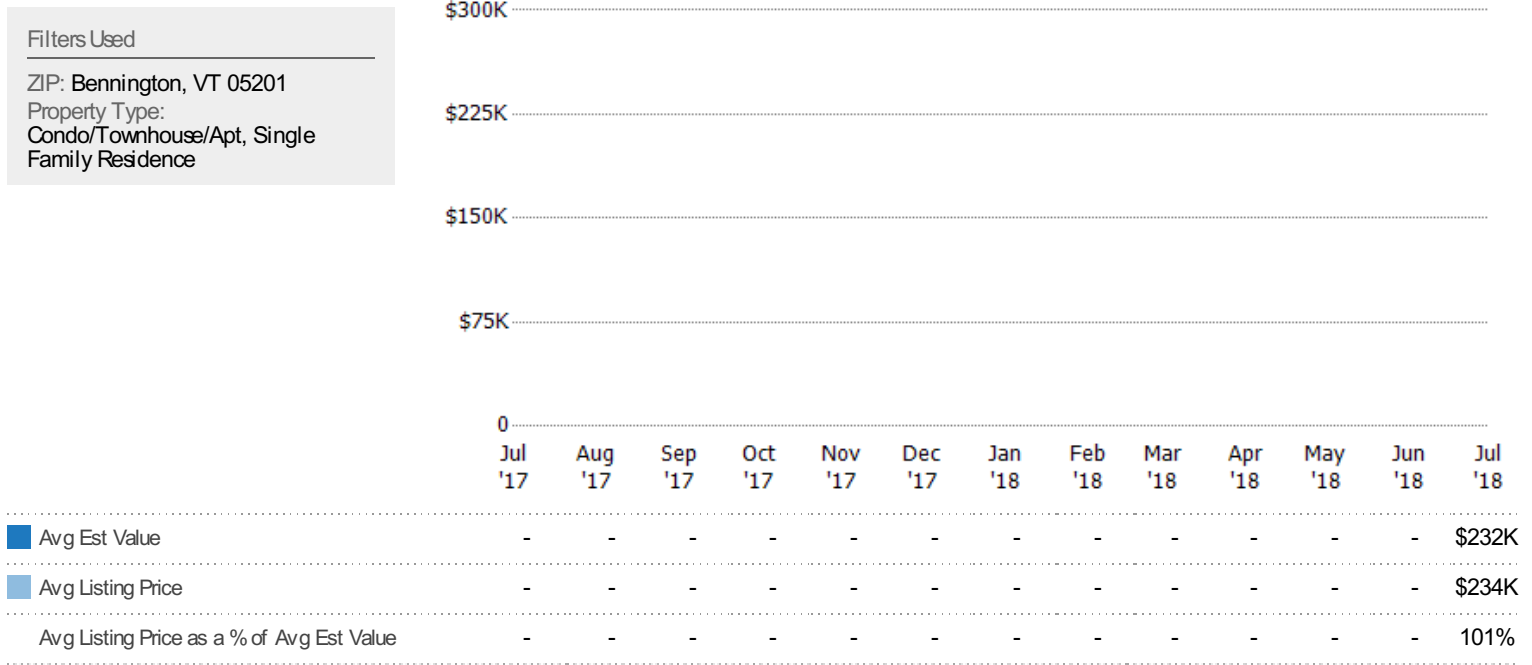 Filters Used
ZIP: Bennington, VT 05201
Property Type:
Condo/Townhouse/Apt, Single
Family Residence
$300K
$225K
$150K
$75K
0
Jul Aug Sep Oct Nov Dec Jan Feb Mar Apr May Jun Jul
'17 '17 '17 '17 '17 '17 '18 '18 '18 '18 '18 '18 '18
Avg Est Value - - - - - - - - - - - - $232K
Avg Listing Price - - - - - - - - - - - - $234K
Avg Listing Price as a % of Avg Est Value - - - - - - - - - - - - 101%